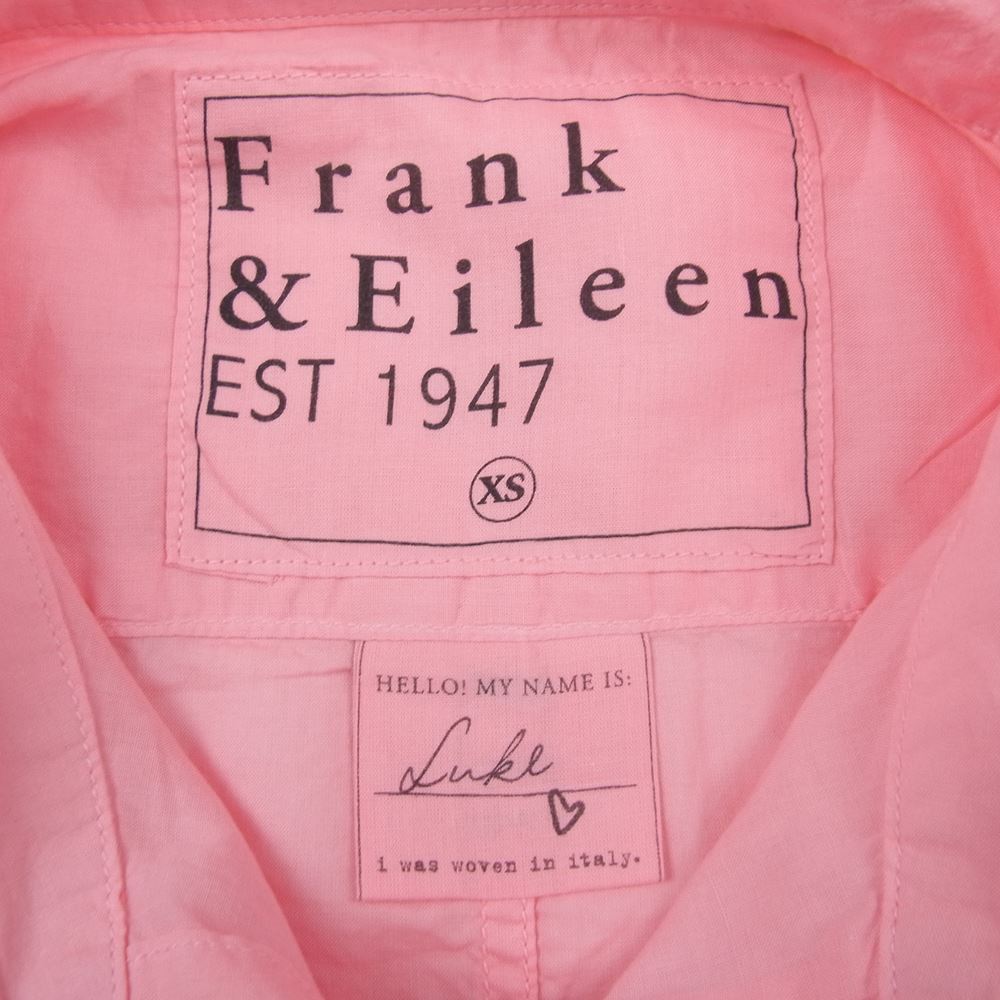 Frank
& Eileen
EST 1947
XS
HELLO! MY NAME IS:
Luke
i was woven in italy.